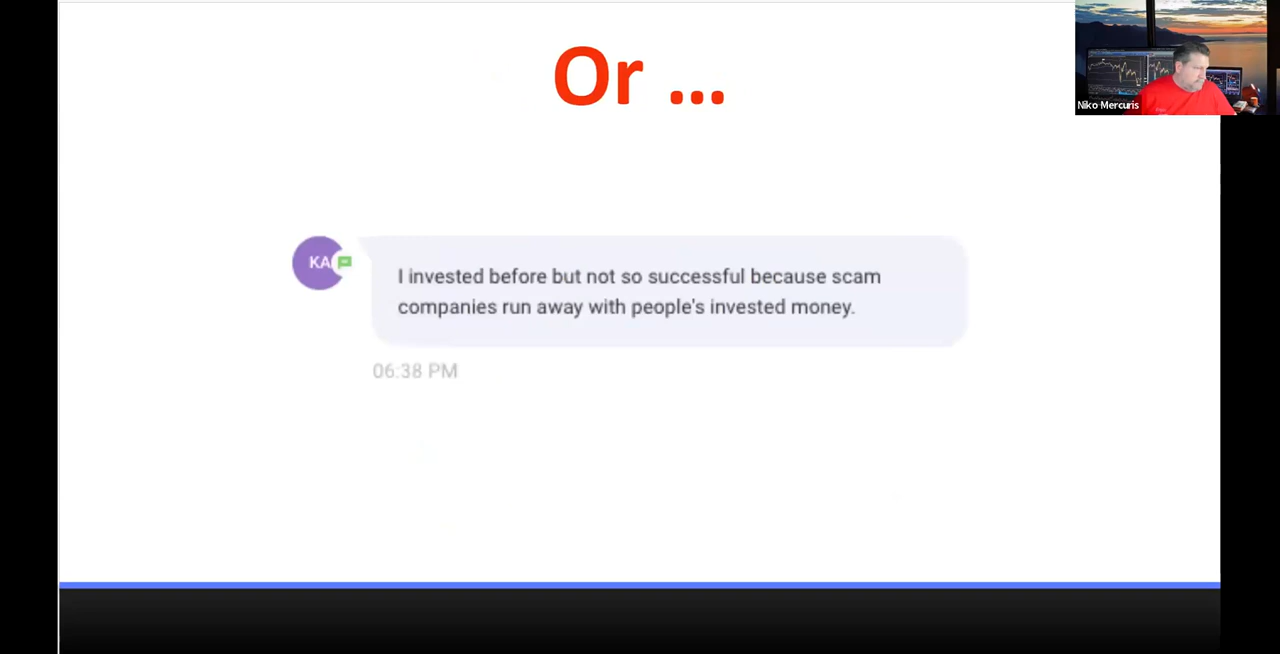 Or ...
Niko Mercuris
KA
I invested before but not so successful because scam
companies run away with people's invested money.
06:38 PM